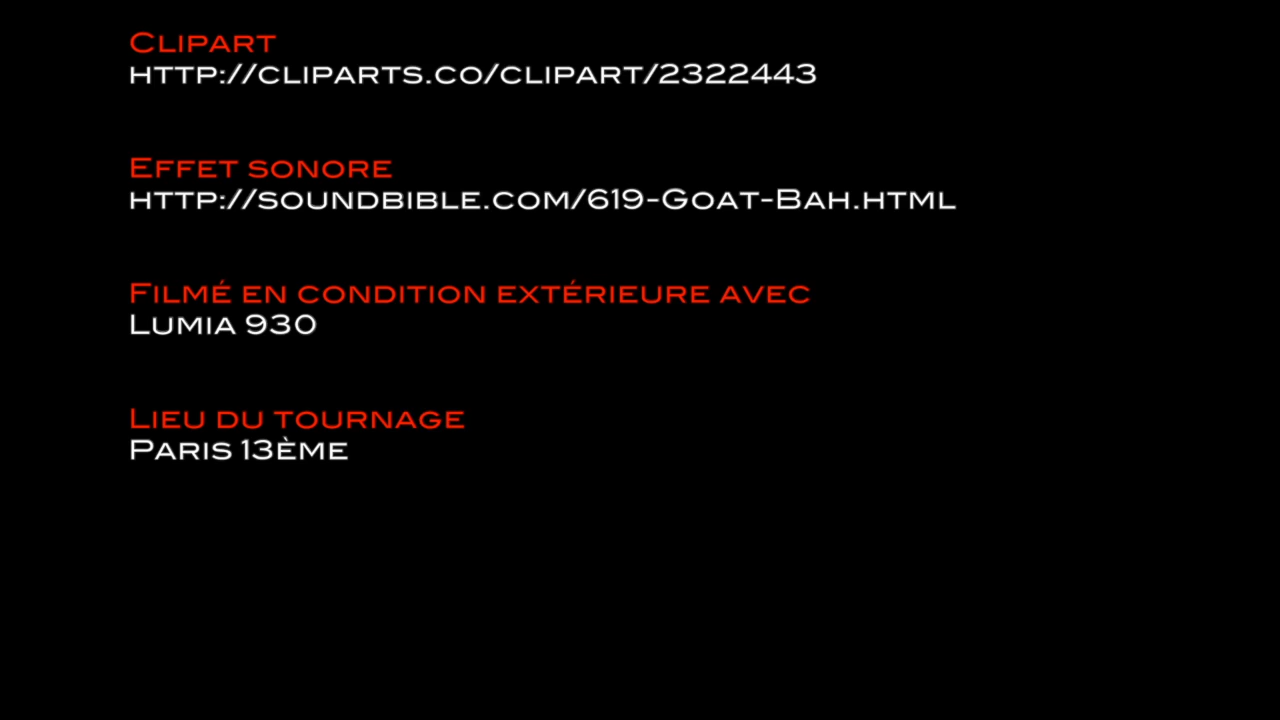 Clipart
http://cliparts.co/clipart/2322443
Effet sonore
http://soundbible.com/619-Goat-Bah.html
Filmé en condition extérieure avec
Lumia 930
Lieu du tournage
Paris 13ème